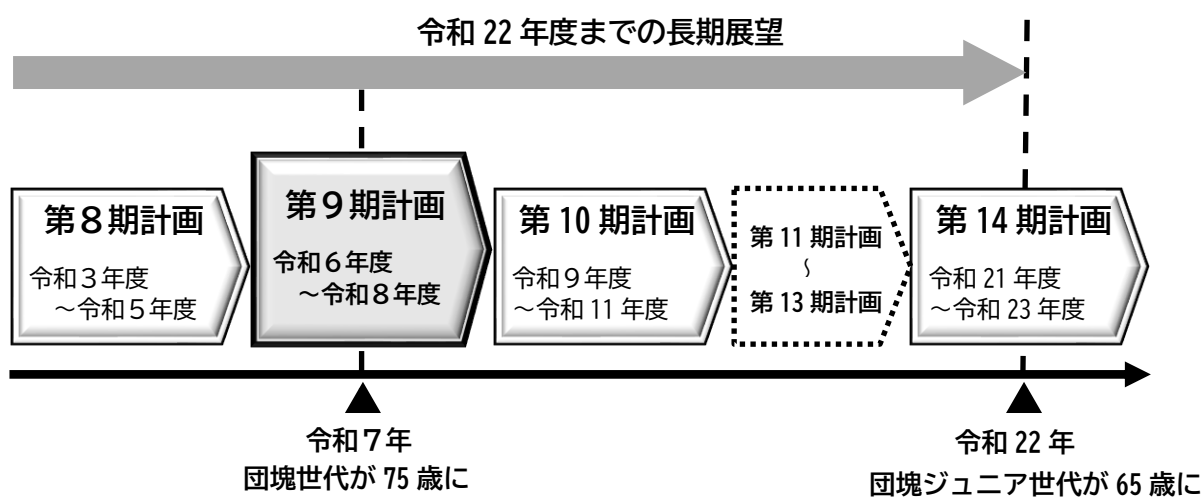 令和 22 年度までの長期展望
第８期計画
令和３年度
～令和５年度
第９期計画
令和６年度
～令和８年度
第 10 期計画
令和９年度
～令和 11 年度
第 11 期計画
～
第 13 期計画
第 14 期計画
令和 21 年度
～令和 23 年度
令和７年
団塊世代が 75 歳に
令和 22 年
団塊ジュニア世代が 65 歳に